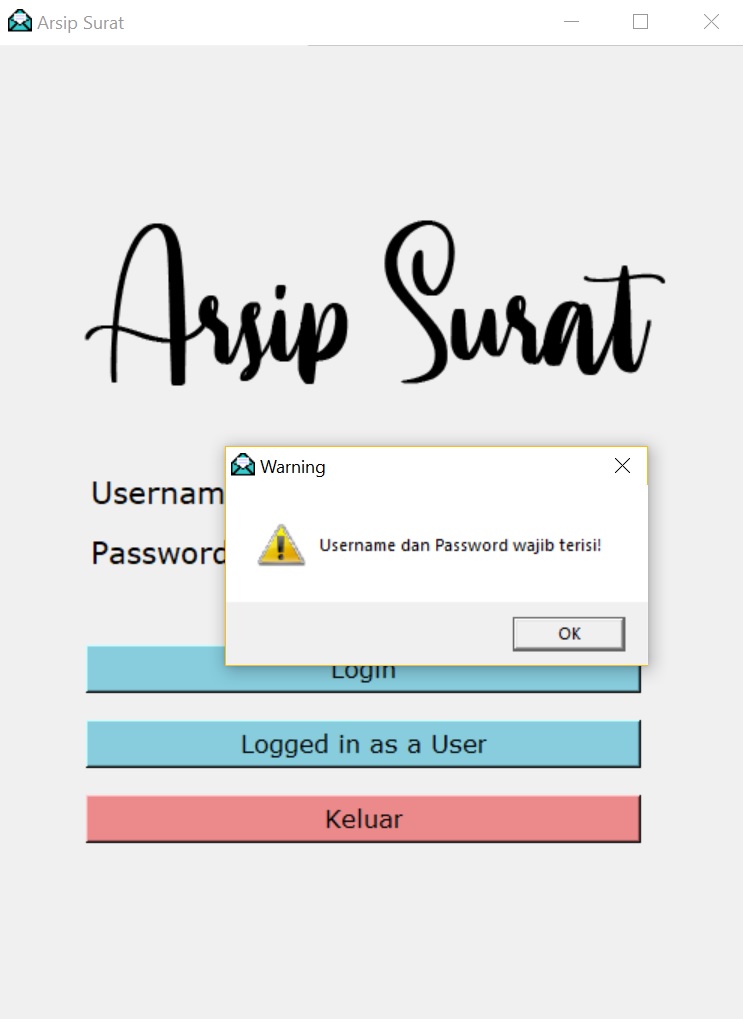 Arsip Surat
Arsip Surat
Warning
Usernam
Username dan Password wajib terisi!
Password
OK
Login
Logged in as a User
Keluar